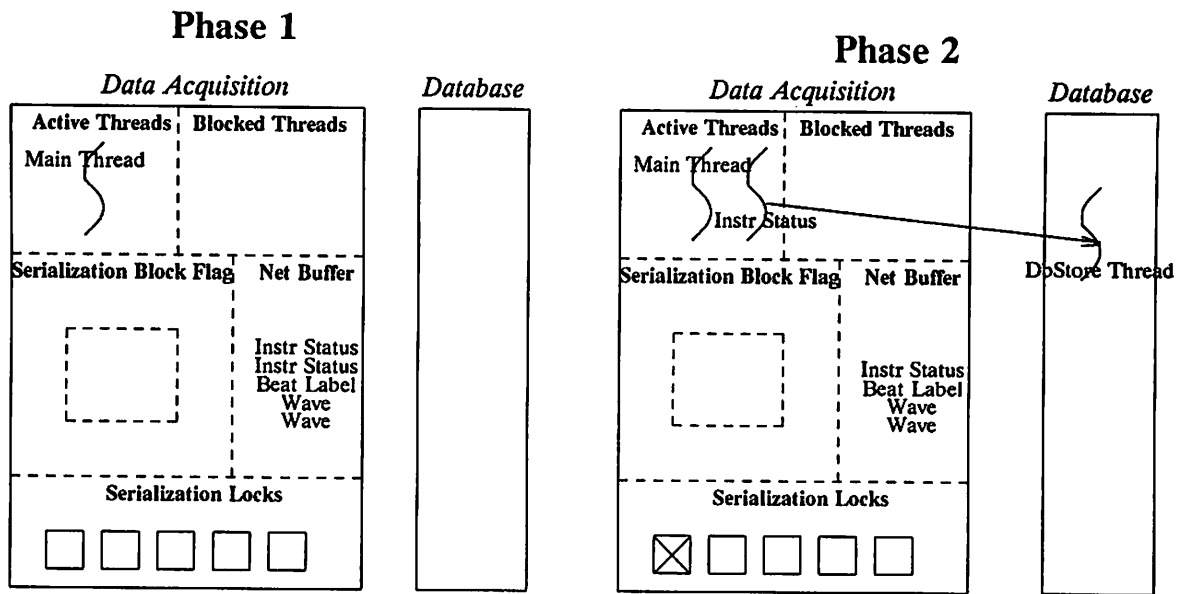 Phase 1
Data Acquisition
Database
Active Threads
Blocked Threads
Main Thread
Serialization Block Flag
Net Buffer
Instr Status
Instr Status
Beat Label
Wave
Wave
Serialization Locks
Phase 2
Data Acquisition
Database
Active Threads
Blocked Threads
Main Thread
Instr Status
DoStore Thread
Serialization Block Flag
Net Buffer
Instr Status
Beat Label
Wave
Wave
Serialization Locks